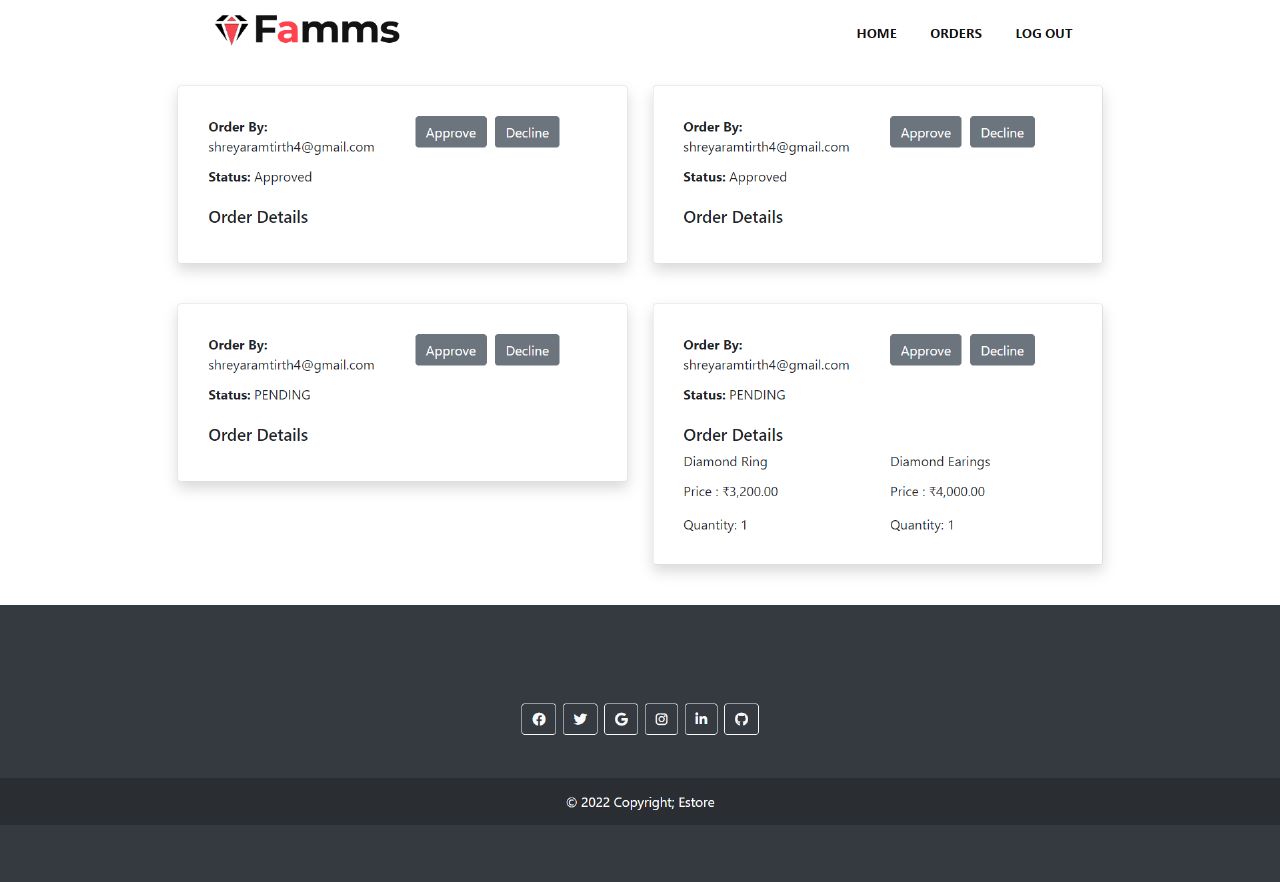 Famms
HOME ORDERS LOG OUT
Order By:
shreyaramtirth4@gmail.com
Approve Decline
Status: Approved
Order Details
Order By:
shreyaramtirth4@gmail.com
Approve Decline
Status: Approved
Order Details
Order By:
shreyaramtirth4@gmail.com
Approve Decline
Status: PENDING
Order Details
Order By:
shreyaramtirth4@gmail.com
Approve Decline
Status: PENDING
Order Details
Diamond Ring Diamond Earings
Price : ₹3,200.00 Price : ₹4,000.00
Quantity: 1 Quantity: 1
© 2022 Copyright; Estore